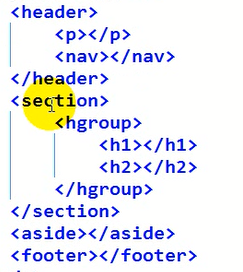 <header>
<p></p>
<nav></nav>
</header>
<section>
<hgroup>
<h1></h1>
<h2></h2>
</hgroup>
</section>
<aside></aside>
<footer></footer>